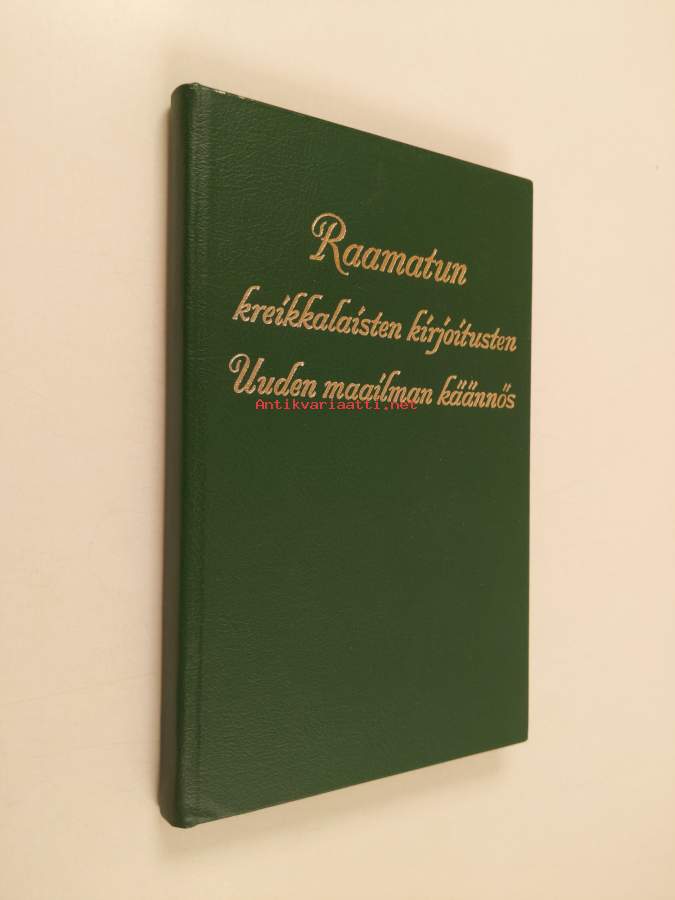 Raamatun
kreikkalaisten kirjoitusten
Uuden maailman käännös
Antikvariaatti.net